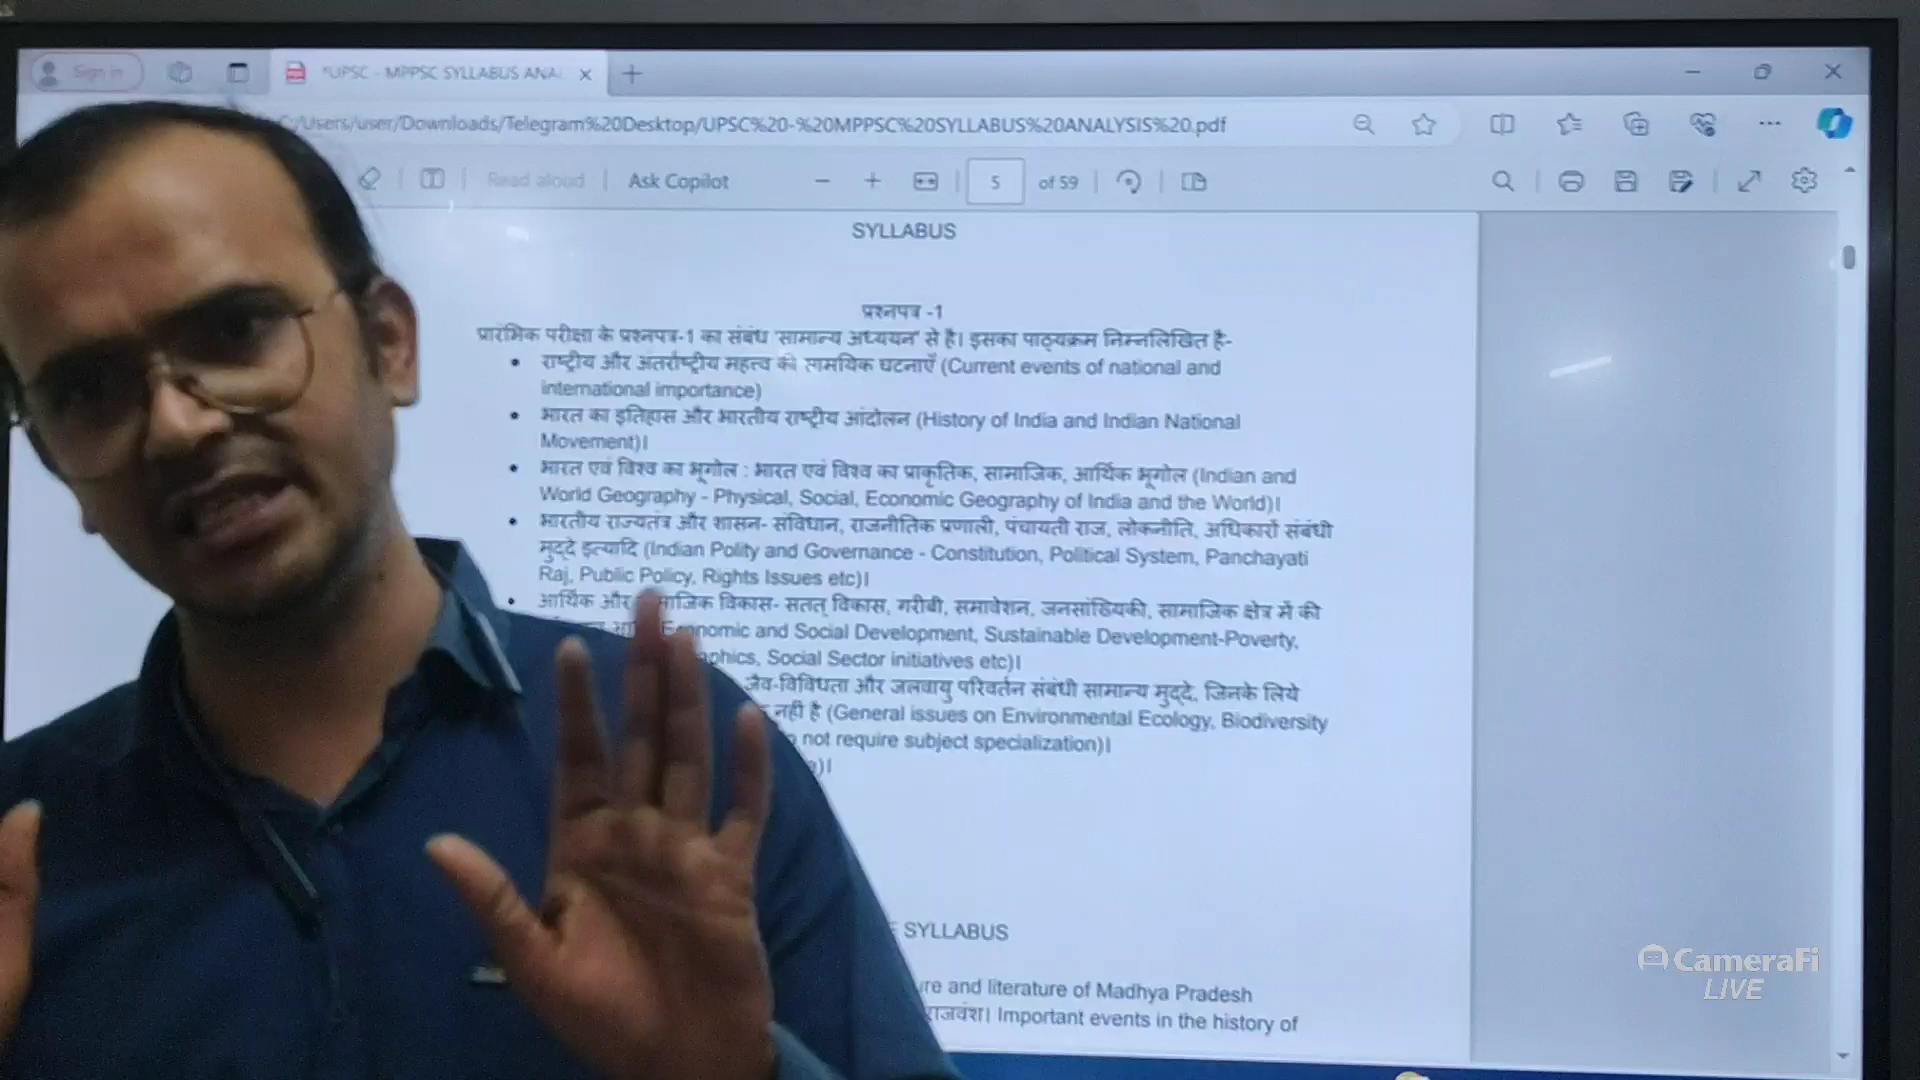 Sign in
*UPSC - MPPSC SYLLABUS ANA
C:/Users/user/Downloads/Telegram%20Desktop/UPSC%20-%20MPPSC%20SYLLABUS%20ANALYSIS%20.pdf
Read aloud Ask Copilot 5 of 59
SYLLABUS
प्रश्नपत्र -1
प्रारंभिक परीक्षा के प्रश्नपत्र-1 का संबंध 'सामान्य अध्ययन' से है। इसका पाठ्यक्रम निम्नलिखित है-
राष्ट्रीय और अंतर्राष्ट्रीय महत्त्व की सामयिक घटनाएँ (Current events of national and
international importance)
भारत का इतिहास और भारतीय राष्ट्रीय आंदोलन (History of India and Indian National
Movement)।
भारत एवं विश्व का भूगोल : भारत एवं विश्व का प्राकृतिक, सामाजिक, आर्थिक भूगोल (Indian and
World Geography - Physical, Social, Economic Geography of India and the World)।
भारतीय राज्यतंत्र और शासन- संविधान, राजनीतिक प्रणाली, पंचायती राज, लोकनीति, अधिकारों संबंधी
मुद्दे इत्यादि (Indian Polity and Governance - Constitution, Political System, Panchayati
Raj, Public Policy, Rights Issues etc)।
आर्थिक और विकास- सतत् विकास, गरीबी, समावेशन, जनसांख्यिकी, सामाजिक क्षेत्र में की
and Social Development, Sustainable Development-Poverty,
Social Sector initiatives etc)।
जैव-विविधता और जलवायु परिवर्तन संबंधी सामान्य मुद्दे, जिनके लिये
नहीं है (General issues on Environmental Ecology, Biodiversity
not require subject specialization)।
SYLLABUS
and literature of Madhya Pradesh
राजवंश। Important events in the history of
CameraFi
LIVE